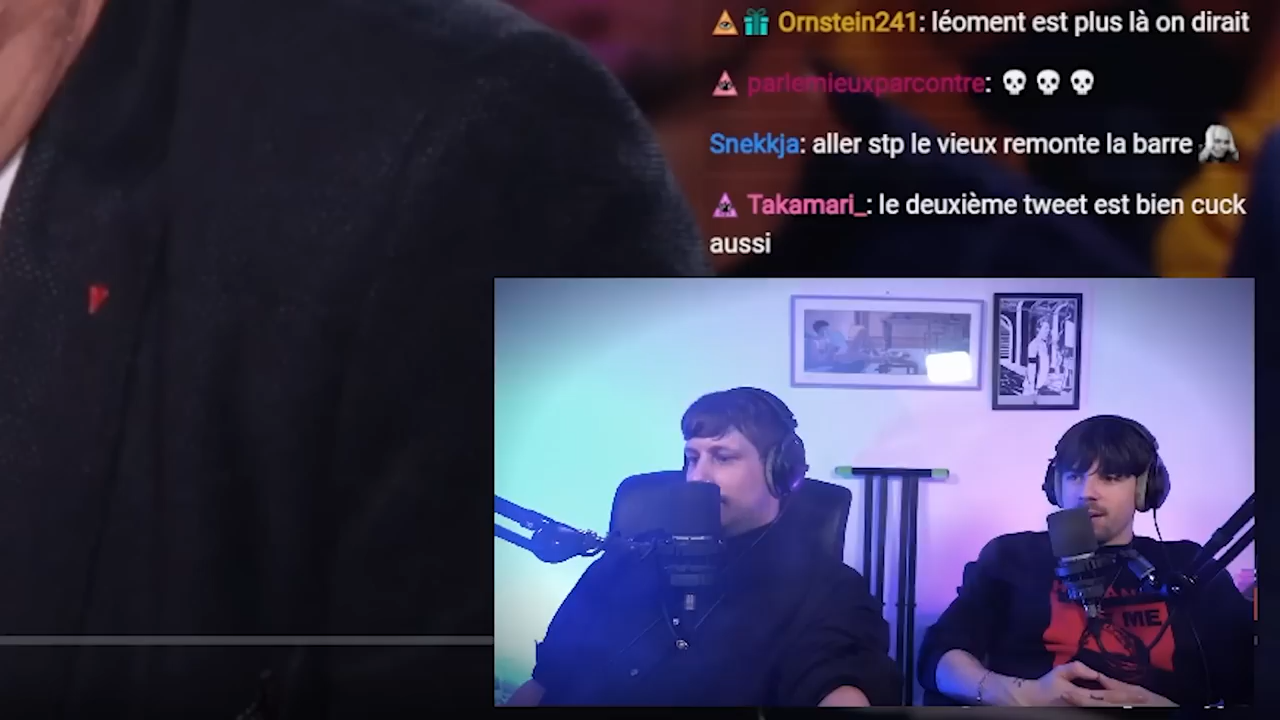 Ornstein241: léoment est plus là on dirait
parlemieuxparcontre: 💀 💀 💀
Snekkja: aller stp le vieux remonte la barre
Takamari_: le deuxième tweet est bien cuck
aussi
ME